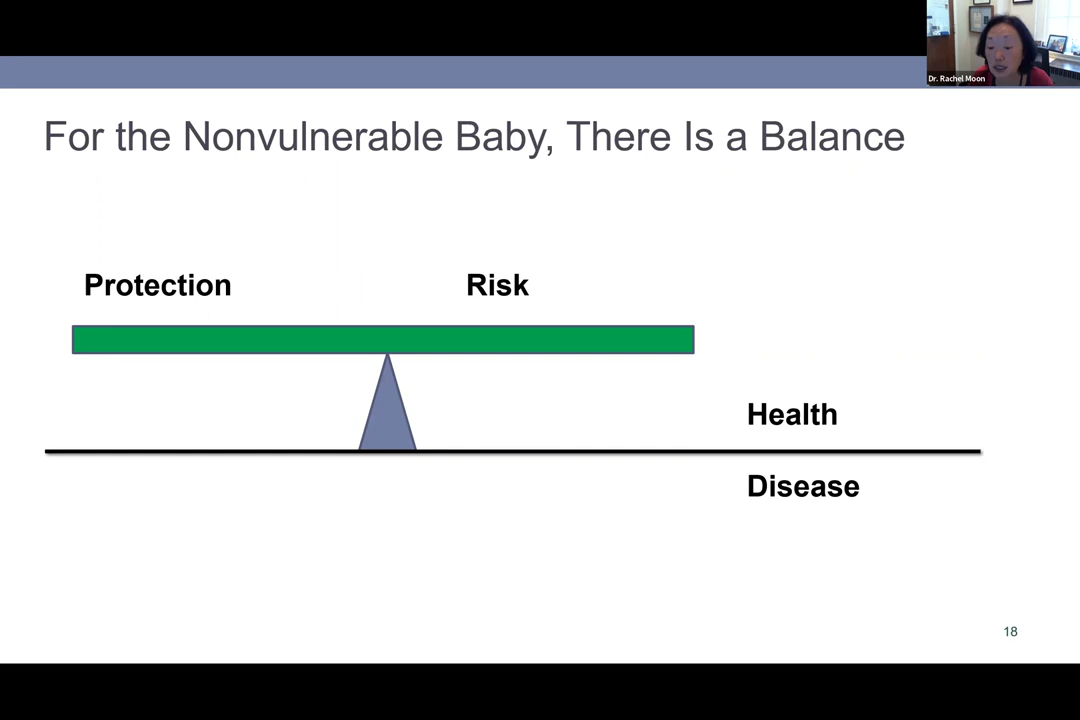 Dr. Rachel Moon
For the Nonvulnerable Baby, There Is a Balance
Protection Risk
Health
Disease
18